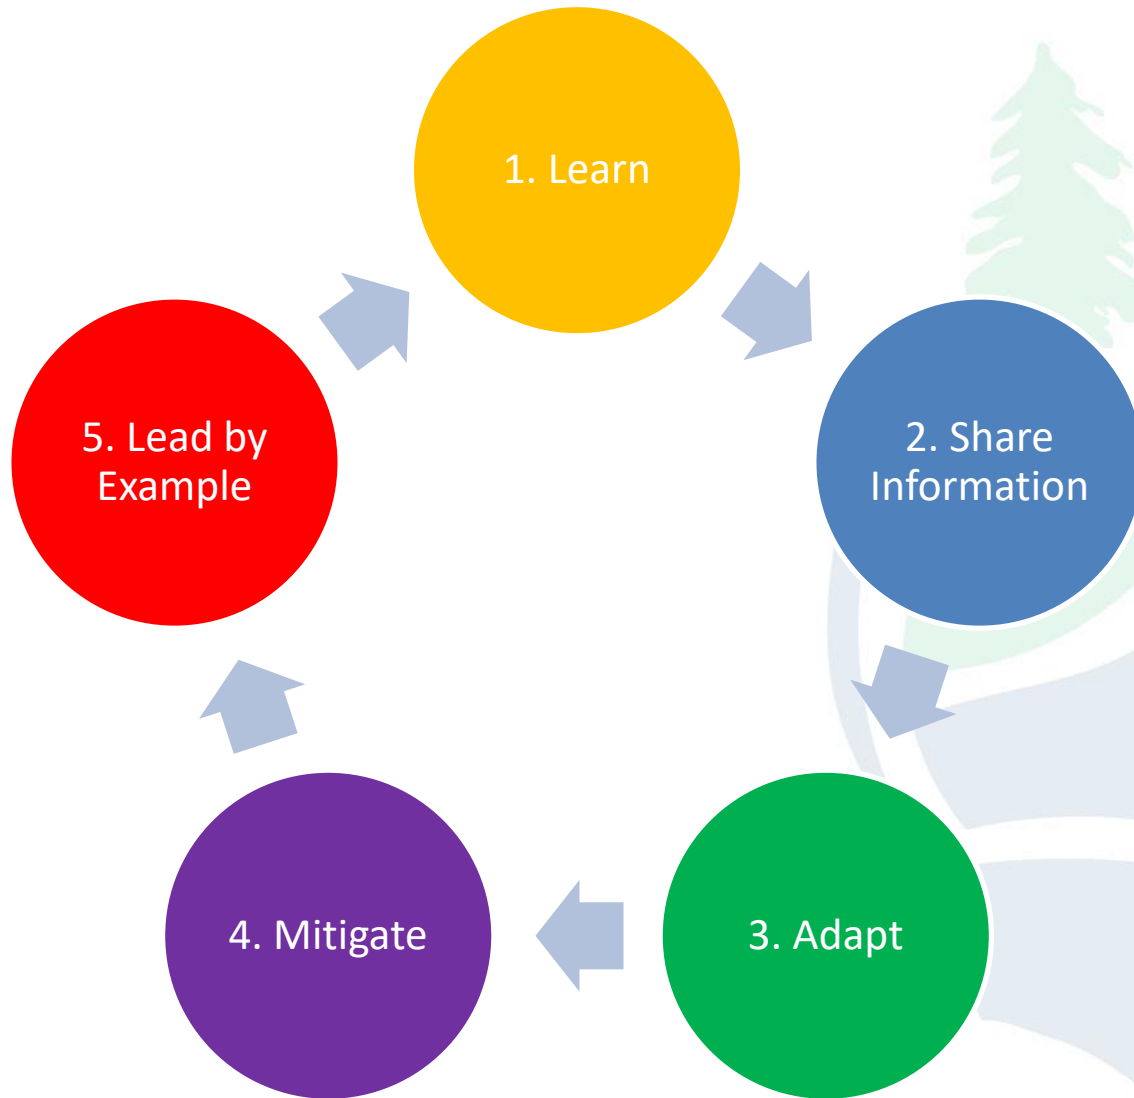 1. Learn
2. Share
Information
3. Adapt
4. Mitigate
5. Lead by
Example